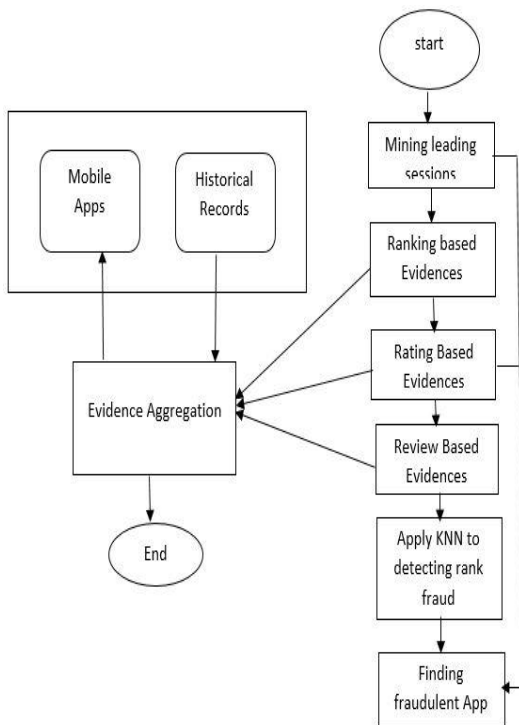 start
Mining leading
sessions
Mobile
Apps
Historical
Records
Ranking based
Evidences
Rating Based
Evidences
Evidence Aggregation
Review Based
Evidences
End
Apply KNN to
detecting rank
fraud
Finding
fraudulent App